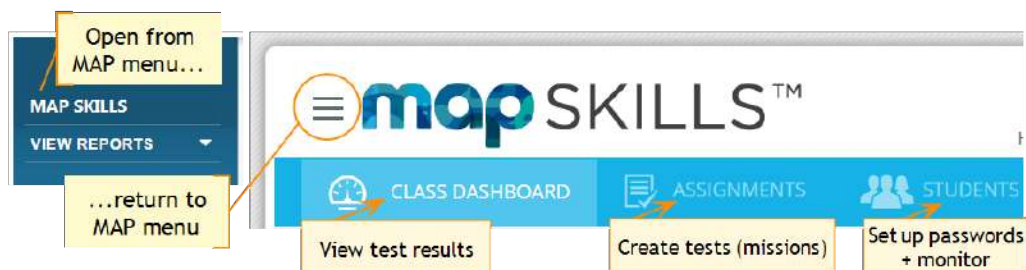 Open from
MAP menu...
MAP SKILLS
VIEW REPORTS
...return to
MAP menu
map SKILLS™
CLASS DASHBOARD
ASSIGNMENTS
STUDENTS
View test results
Create tests (missions)
Set up passwords
+ monitor